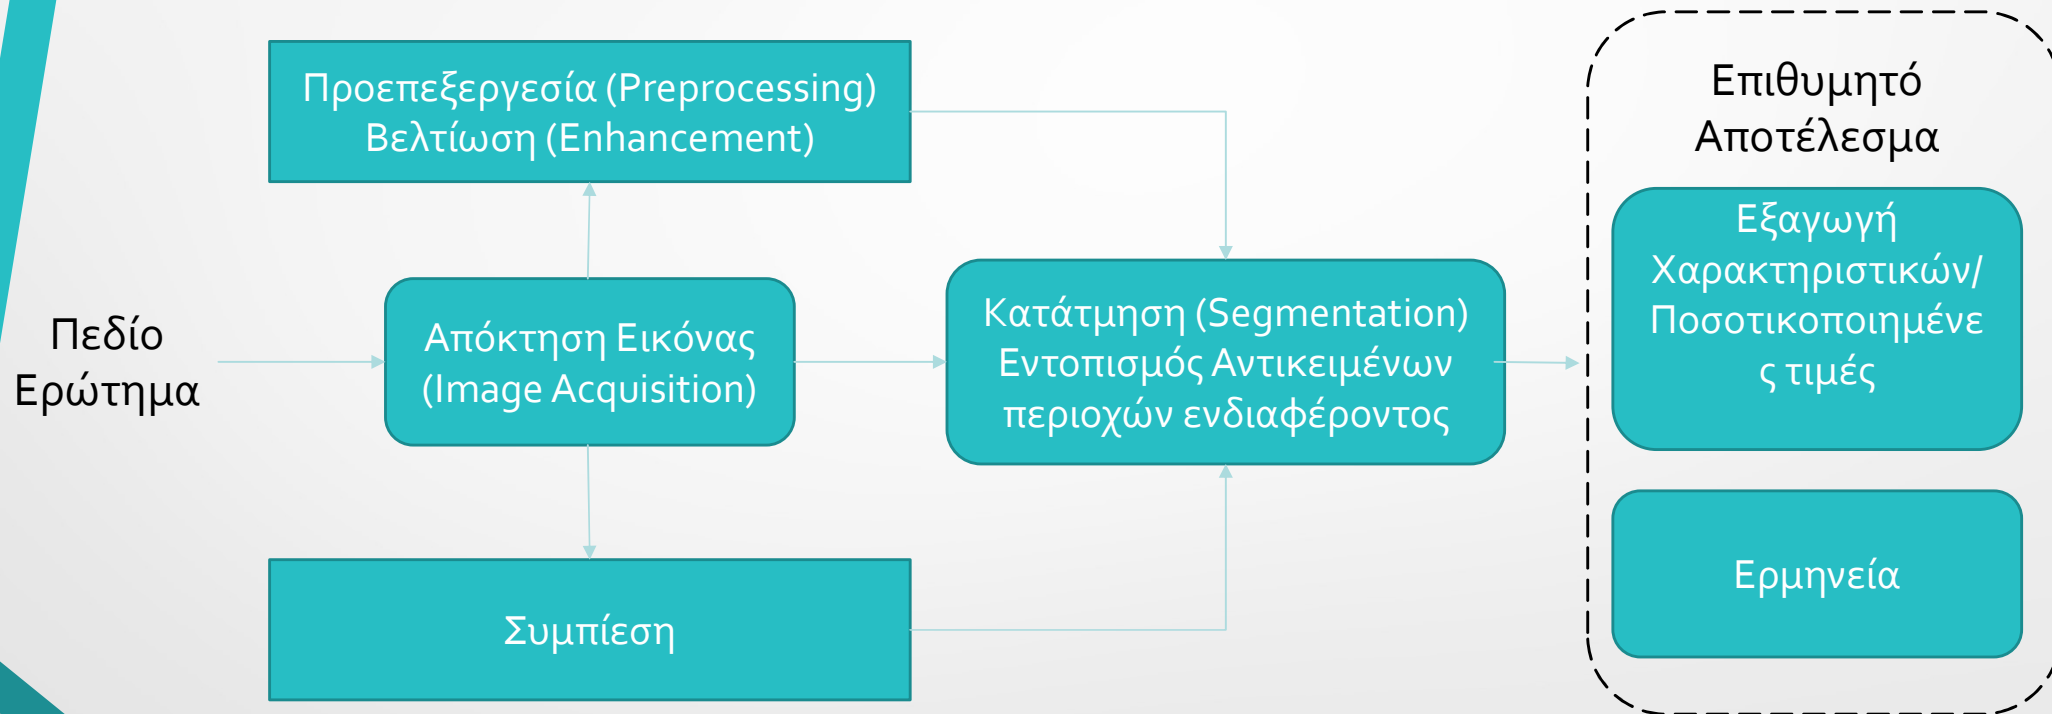 Προεπεξεργεσία (Preprocessing)
Βελτίωση (Enhancement)
Πεδίο
Ερώτημα
Απόκτηση Εικόνας
(Image Acquisition)
Συμπίεση
Κατάτμηση (Segmentation)
Εντοπισμός Αντικειμένων
περιοχών ενδιαφέροντος
Επιθυμητό
Αποτέλεσμα
Εξαγωγή
Χαρακτηριστικών/
Ποσοτικοποιημένε
ς τιμές
Ερμηνεία